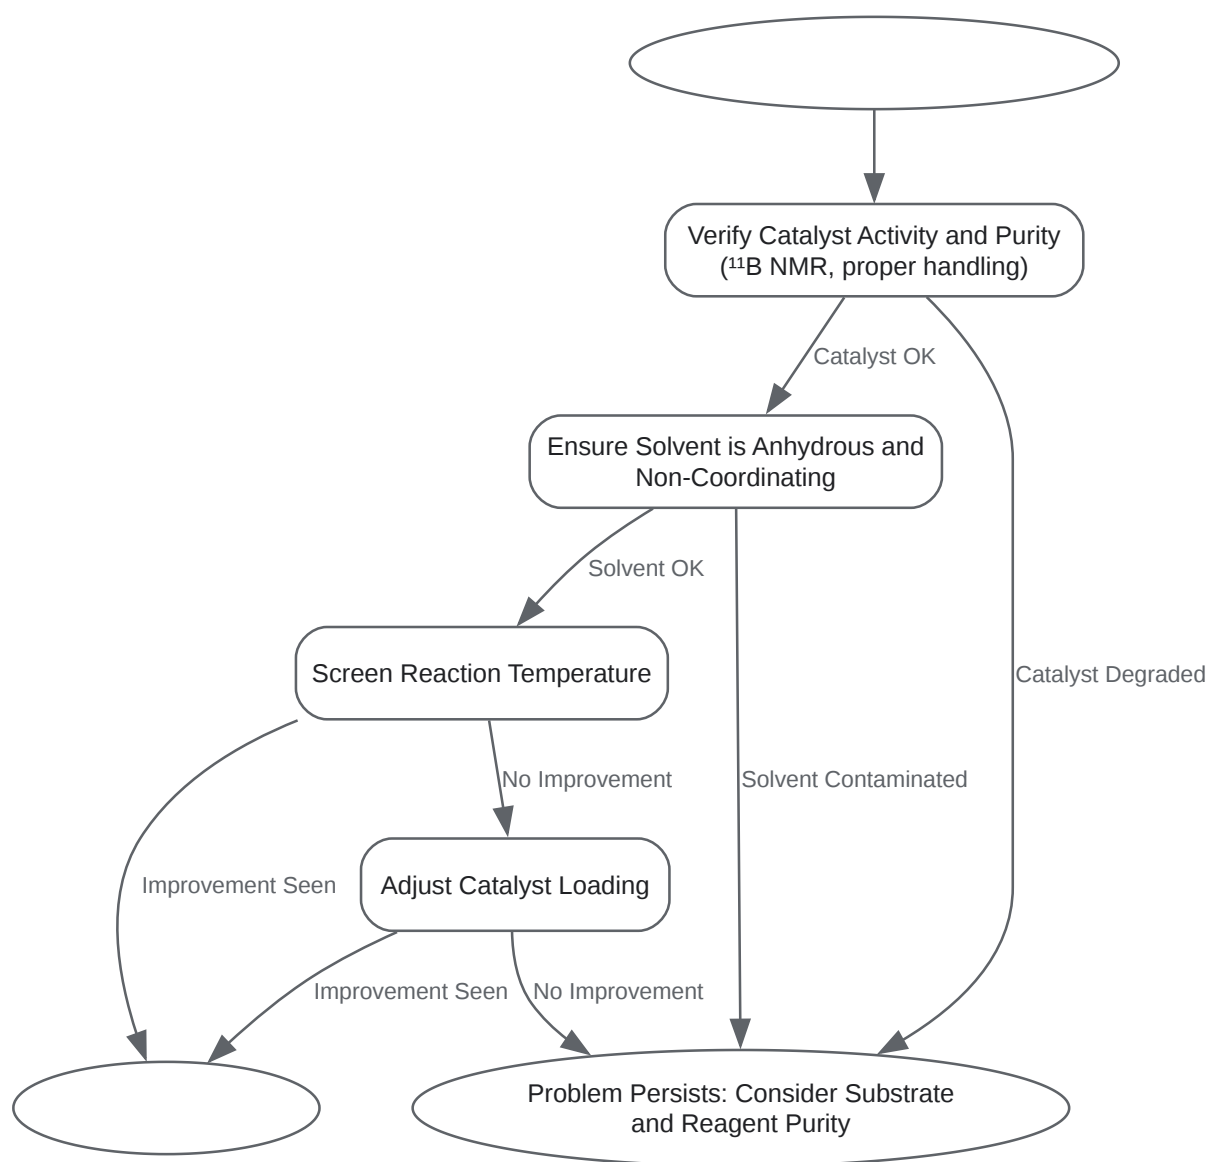 Verify Catalyst Activity and Purity
(¹¹B NMR, proper handling)
Catalyst OK
Ensure Solvent is Anhydrous and
Non-Coordinating
Solvent OK
Screen Reaction Temperature
Catalyst Degraded
No Improvement
Solvent Contaminated
Improvement Seen
Adjust Catalyst Loading
Improvement Seen
No Improvement
Problem Persists: Consider Substrate
and Reagent Purity